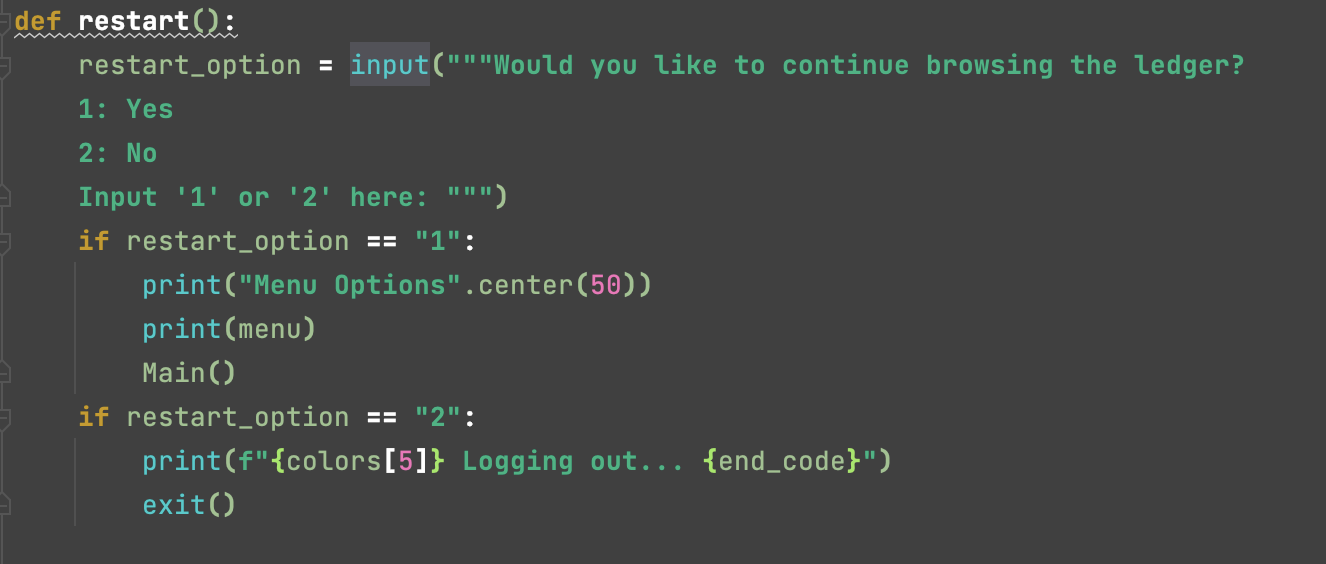 def restart():
    restart_option = input("""Would you like to continue browsing the ledger?
    1: Yes
    2: No
    Input '1' or '2' here: """)
    if restart_option == "1":
        print("Menu Options".center(50))
        print(menu)
        Main()
    if restart_option == "2":
        print(f"{colors[5]} Logging out... {end_code}")
        exit()